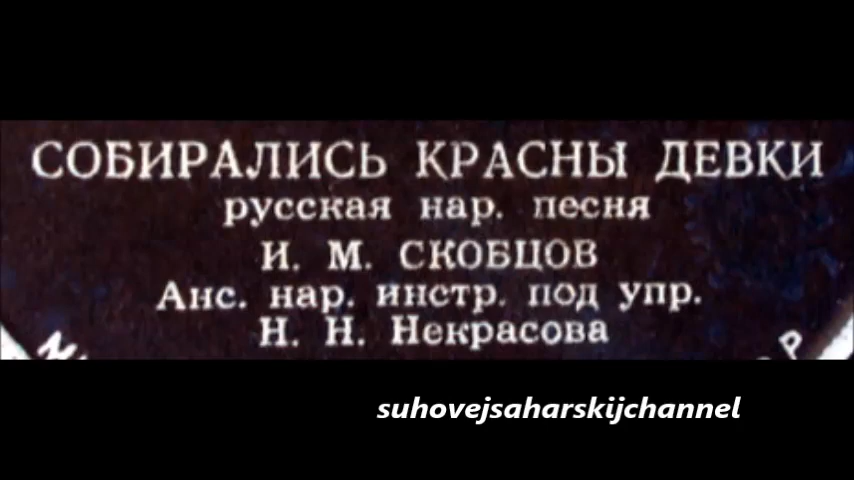 СОБИРАЛИСЬ КРАСНЫ ДЕВКИ
русская нар. песня
И. М. СКОБЦОВ
Анс. нар. инстр. под упр.
Н. Н. Некрасова
suhovejsaharskijchannel